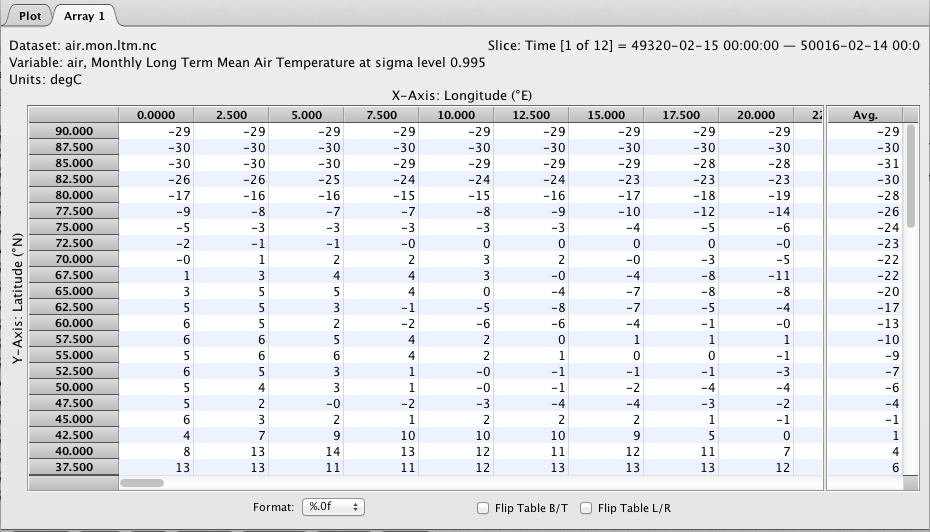 Plot Array 1
Dataset: air.mon.ltm.nc Slice: Time [1 of 12] = 49320-02-15 00:00:00 — 50016-02-14 00:0
Variable: air, Monthly Long Term Mean Air Temperature at sigma level 0.995
Units: degC
X-Axis: Longitude (°E)
0.0000 2.500 5.000 7.500 10.000 12.500 15.000 17.500 20.000 22 Avg.
90.000 -29 -29 -29 -29 -29 -29 -29 -29 -29 -29
87.500 -30 -30 -30 -30 -30 -30 -30 -30 -30 -30
85.000 -30 -30 -30 -29 -29 -29 -29 -28 -28 -31
82.500 -26 -26 -25 -24 -24 -24 -23 -23 -23 -30
80.000 -17 -16 -16 -15 -15 -16 -17 -18 -19 -28
77.500 -9 -8 -7 -7 -8 -9 -10 -12 -14 -26
75.000 -5 -3 -3 -3 -3 -3 -4 -5 -6 -24
72.500 -2 -1 -1 -0 0 0 0 0 -0 -23
70.000 -0 1 2 2 3 2 -0 -3 -5 -22
67.500 1 3 4 4 3 -0 -4 -8 -11 -22
65.000 3 5 5 4 0 -4 -7 -8 -8 -20
62.500 5 5 3 -1 -5 -8 -7 -5 -4 -17
60.000 6 5 2 -2 -6 -6 -4 -1 -0 -13
57.500 6 6 5 4 2 0 1 1 1 -10
55.000 5 6 6 4 2 1 0 0 -1 -9
52.500 6 5 3 1 -0 -1 -1 -1 -3 -7
50.000 5 4 3 1 -0 -1 -2 -4 -4 -6
47.500 5 2 -0 -2 -3 -4 -4 -3 -2 -4
45.000 6 3 2 1 2 2 2 1 -1 -1
42.500 4 7 9 10 10 10 9 5 0 1
40.000 8 13 14 13 12 11 12 11 7 4
37.500 13 13 11 11 12 13 13 13 12 6
Y-Axis: Latitude (°N)
Format: %.0f Flip Table B/T Flip Table L/R